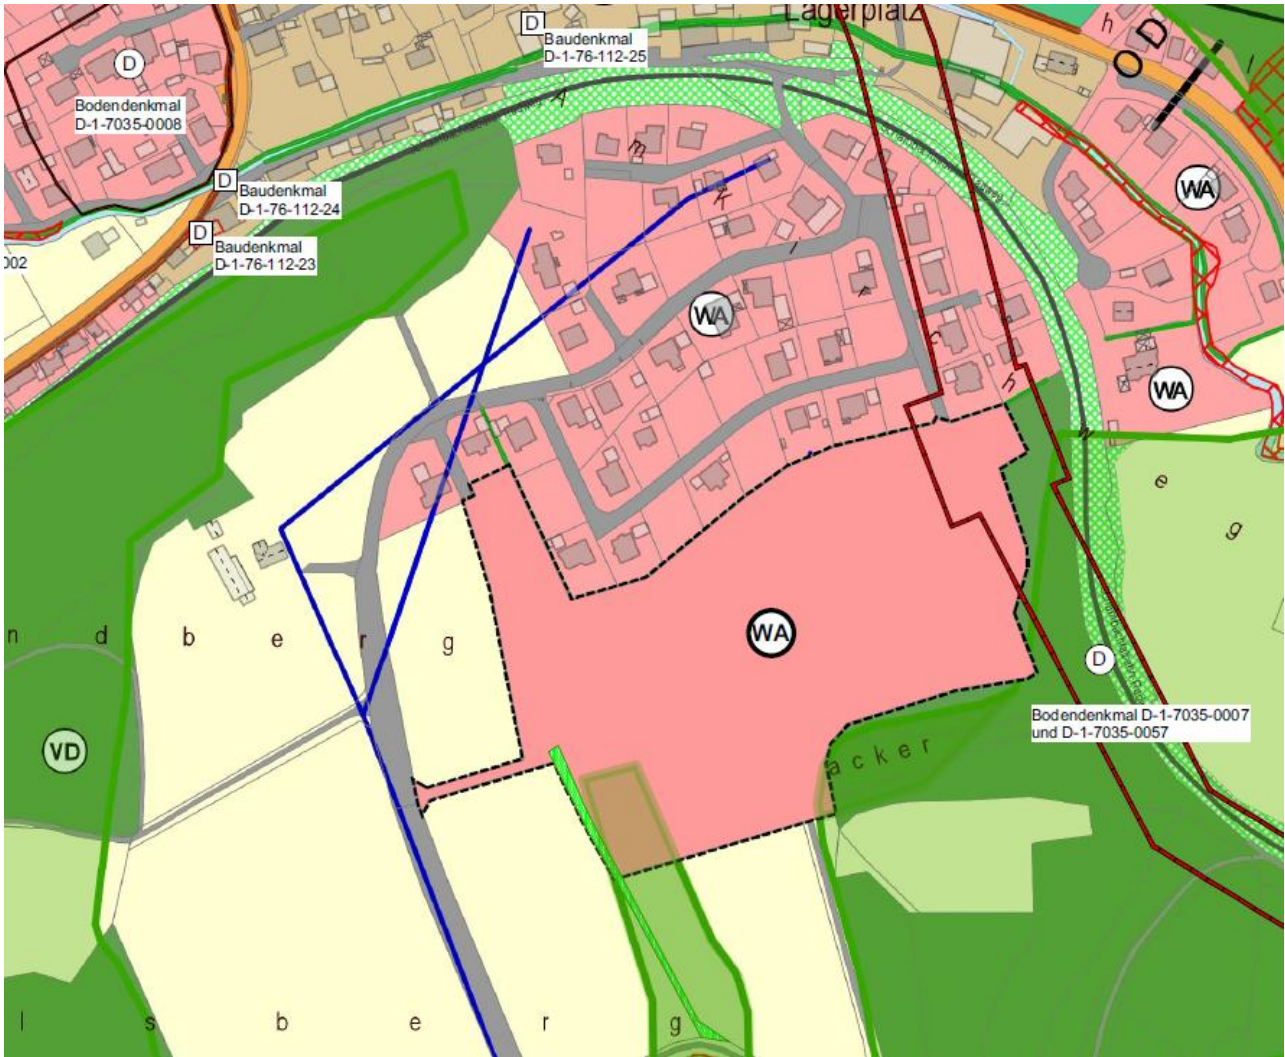 Lagerplatz
h
O D
D
Baudenkmal
D-1-76-112-25
D
Bodendenkmal
D-1-7035-0008
A
m
K
WA
D
Baudenkmal
D-1-76-112-24
D
Baudenkmal
D-1-76-112-23
002
WA
c
h
WA
e
g
n d b e r g
WA
D
Bodendenkmal D-1-7035-0007
und D-1-7035-0057
VD
acker
l s b e r g